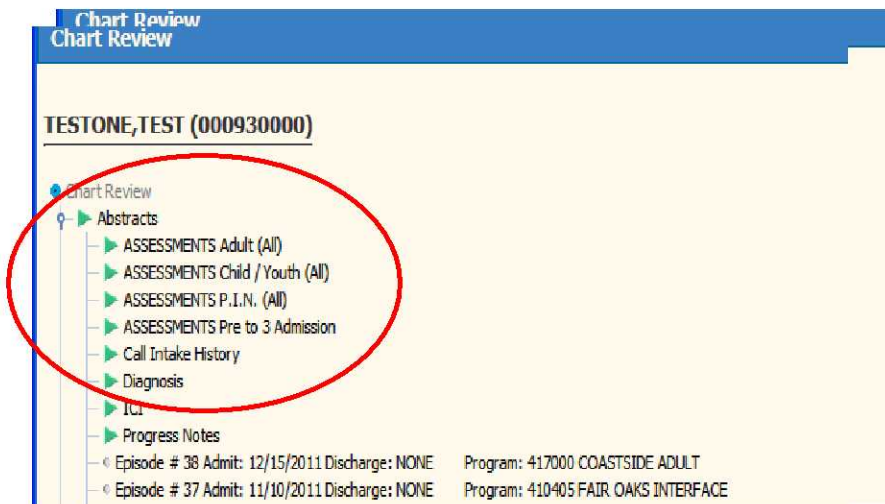 Chart Review
Chart Review
TESTONE,TEST (000930000)
Chart Review
Abstracts
ASSESSMENTS Adult (All)
ASSESSMENTS Child / Youth (All)
ASSESSMENTS P.I.N. (All)
ASSESSMENTS Pre to 3 Admission
Call Intake History
Diagnosis
ICI
Progress Notes
Episode # 38 Admit: 12/15/2011 Discharge: NONE Program: 417000 COASTSIDE ADULT
Episode # 37 Admit: 11/10/2011 Discharge: NONE Program: 410405 FAIR OAKS INTERFACE